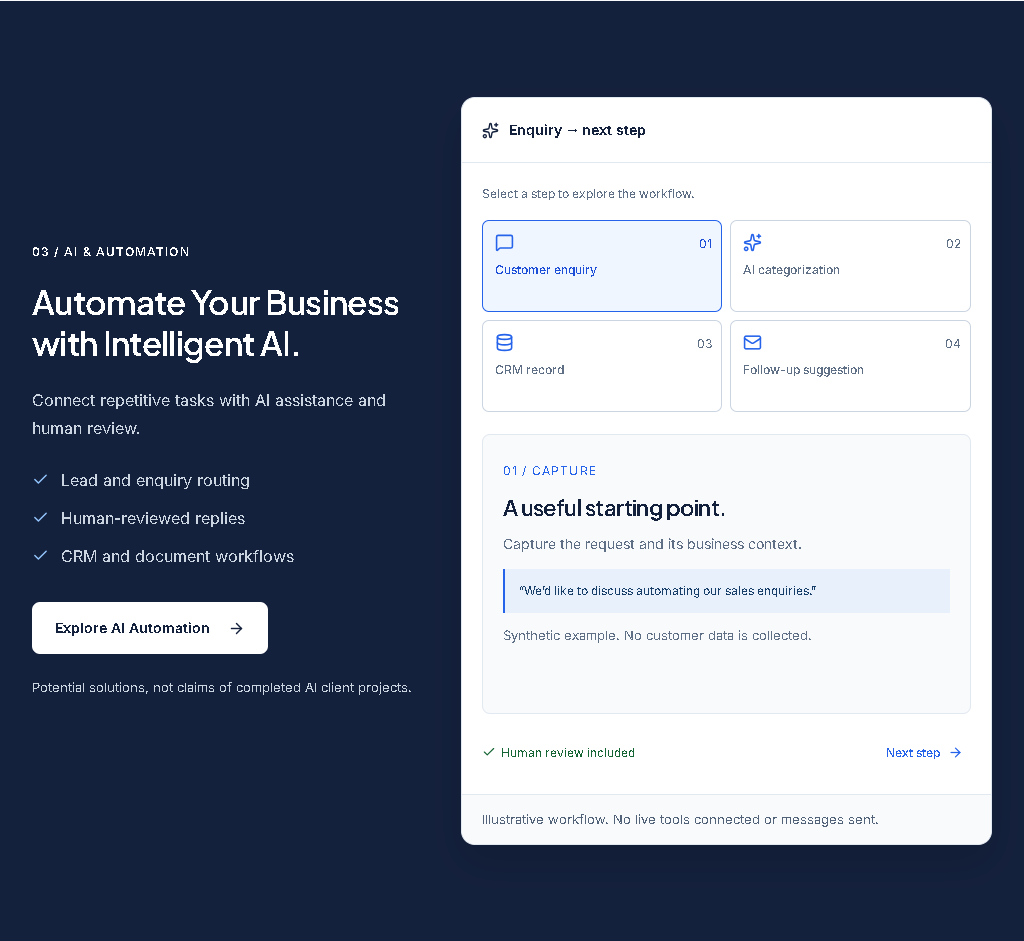 03 / AI & AUTOMATION
Automate Your Business
with Intelligent AI.
Connect repetitive tasks with AI assistance and
human review.
Lead and enquiry routing
Human-reviewed replies
CRM and document workflows
Explore AI Automation →
Potential solutions, not claims of completed AI client projects.
Enquiry → next step
Select a step to explore the workflow.
01
Customer enquiry
02
AI categorization
03
CRM record
04
Follow-up suggestion
01 / CAPTURE
A useful starting point.
Capture the request and its business context.
“We’d like to discuss automating our sales enquiries.”
Synthetic example. No customer data is collected.
Human review included
Next step →
Illustrative workflow. No live tools connected or messages sent.